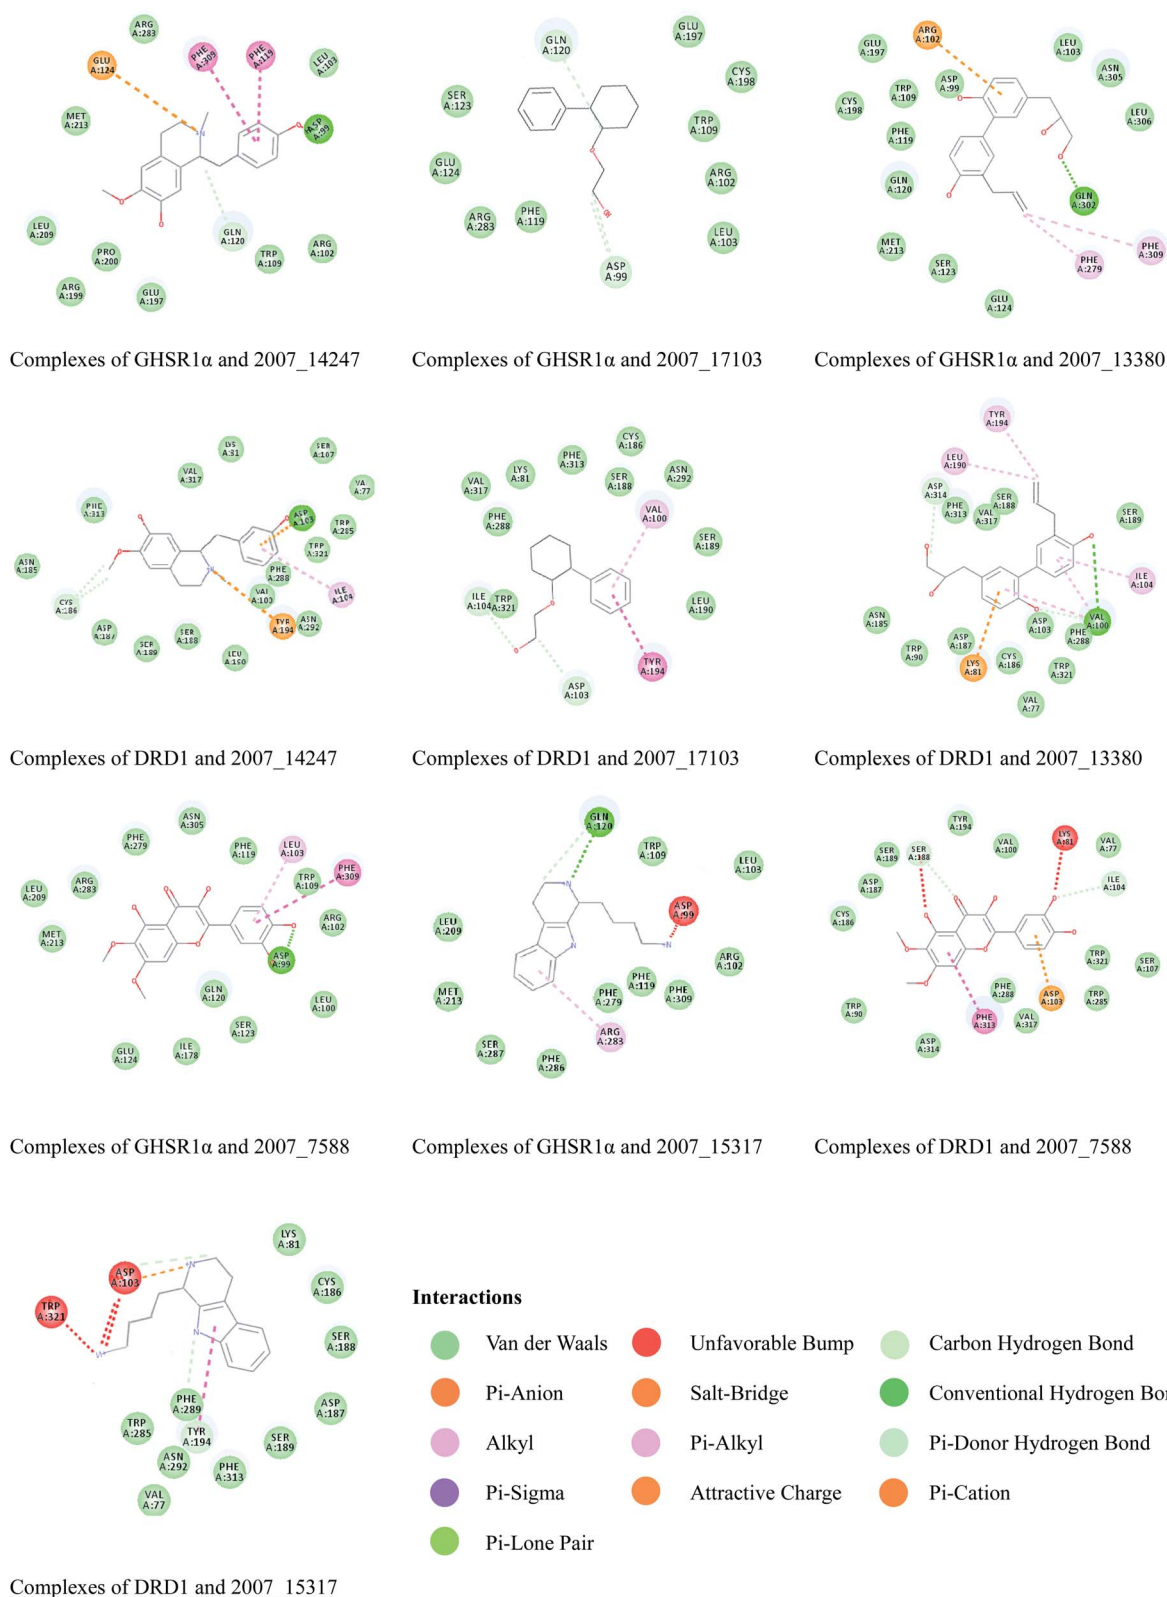 ARG
A:283
GLU
A:124
PHE
A:309
PHE
A:119
LEU
A:103
ASP
A:99
MET
A:213
GLN
A:120
LEU
A:209
PRO
A:200
TRP
A:109
ARG
A:102
ARG
A:199
GLU
A:197
Complexes of GHSR1α and 2007_14247
GLN
A:120
GLU
A:197
CYS
A:198
SER
A:123
TRP
A:109
GLU
A:124
ARG
A:102
ARG
A:283
PHE
A:119
LEU
A:103
ASP
A:99
Complexes of GHSR1α and 2007_17103
ARG
A:102
GLU
A:197
LEU
A:103
ASN
A:305
ASP
A:99
TRP
A:109
CYS
A:198
LEU
A:306
PHE
A:119
GLN
A:120
GLN
A:302
MET
A:213
SER
A:123
PHE
A:279
PHE
A:309
GLU
A:124
Complexes of GHSR1α and 2007_13380
LYS
A:81
SER
A:107
VAL
A:317
VA
A:77
PHE
A:313
ASP
A:103
TRP
A:285
TRP
A:321
ASN
A:185
PHE
A:288
VAL
A:100
ILE
A:104
CYS
A:186
ASP
A:187
SER
A:189
SER
A:188
TYR
A:194
ASN
A:292
LEU
A:190
Complexes of DRD1 and 2007_14247
CYS
A:186
PHE
A:313
LYS
A:81
VAL
A:317
SER
A:188
ASN
A:292
PHE
A:288
VAL
A:100
SER
A:189
ILE
A:104
TRP
A:321
LEU
A:190
TYR
A:194
ASP
A:103
Complexes of DRD1 and 2007_17103
TYR
A:194
LEU
A:190
ASP
A:314
PHE
A:313
VAL
A:317
SER
A:188
SER
A:189
ILE
A:104
ASN
A:185
ASP
A:103
VAL
A:100
PHE
A:288
TRP
A:90
ASP
A:187
LYS
A:81
CYS
A:186
TRP
A:321
VAL
A:77
Complexes of DRD1 and 2007_13380
ASN
A:305
PHE
A:279
PHE
A:119
LEU
A:103
LEU
A:209
ARG
A:283
TRP
A:109
PHE
A:309
MET
A:213
ARG
A:102
ASP
A:99
GLN
A:120
LEU
A:100
SER
A:123
GLU
A:124
ILE
A:178
Complexes of GHSR1α and 2007_7588
GLN
A:120
TRP
A:109
LEU
A:103
ASP
A:99
LEU
A:209
ARG
A:102
MET
A:213
PHE
A:279
PHE
A:119
PHE
A:309
ARG
A:283
SER
A:287
PHE
A:286
Complexes of GHSR1α and 2007_15317
TYR
A:194
LYS
A:81
VAL
A:77
SER
A:189
SER
A:188
VAL
A:100
ASP
A:187
ILE
A:104
CYS
A:186
TRP
A:321
SER
A:107
PHE
A:288
ASP
A:103
TRP
A:285
TRP
A:90
PHE
A:313
VAL
A:317
ASP
A:314
Complexes of DRD1 and 2007_7588
LYS
A:81
ASP
A:103
CYS
A:186
TRP
A:321
SER
A:188
PHE
A:289
ASP
A:187
TRP
A:285
TYR
A:194
SER
A:189
ASN
A:292
PHE
A:313
VAL
A:77
Complexes of DRD1 and 2007_15317
Interactions
Van der Waals
Unfavorable Bump
Carbon Hydrogen Bond
Pi-Anion
Salt-Bridge
Conventional Hydrogen Bon
Alkyl
Pi-Alkyl
Pi-Donor Hydrogen Bond
Pi-Sigma
Attractive Charge
Pi-Cation
Pi-Lone Pair